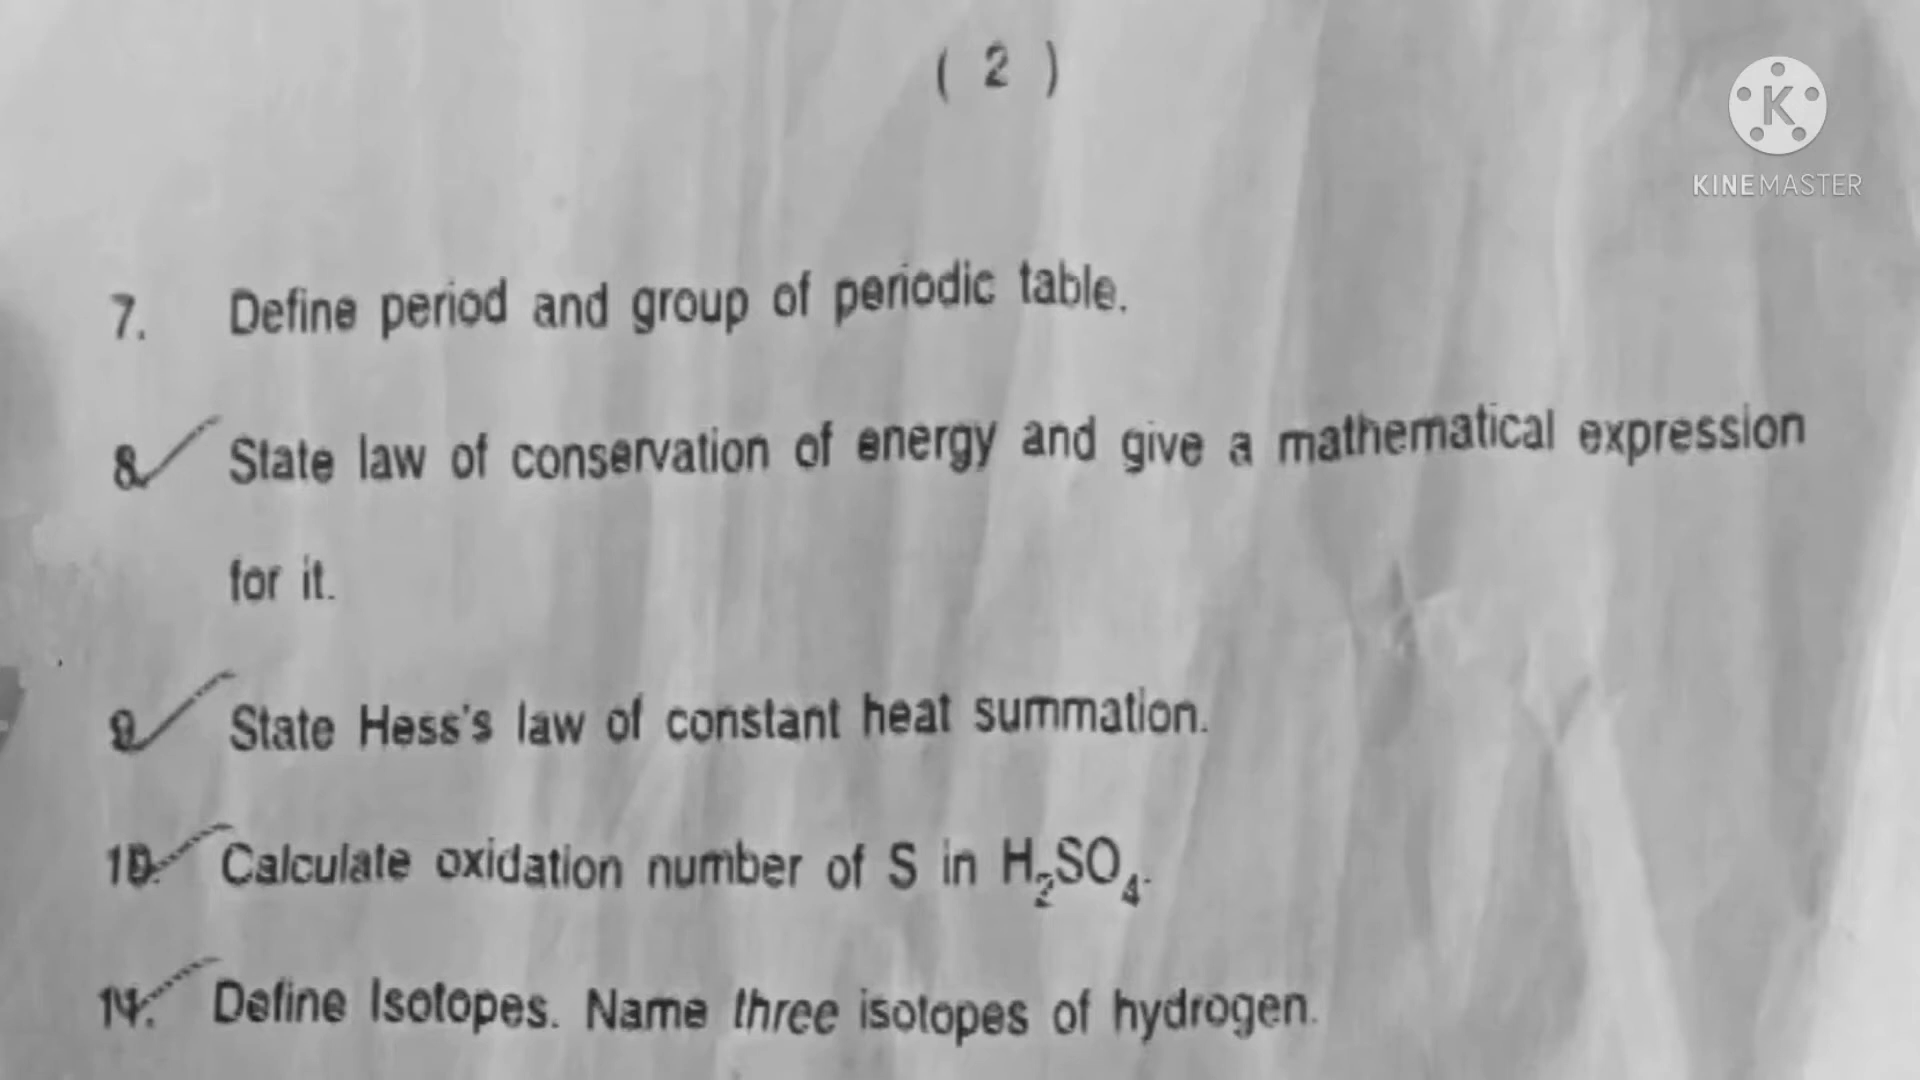 ( 2 )
K
KINEMASTER
7. Define period and group of periodic table.
8. State law of conservation of energy and give a mathematical expression
for it.
9. State Hess's law of constant heat summation.
10. Calculate oxidation number of S in H₂SO₄.
11. Define Isotopes. Name three isotopes of hydrogen.